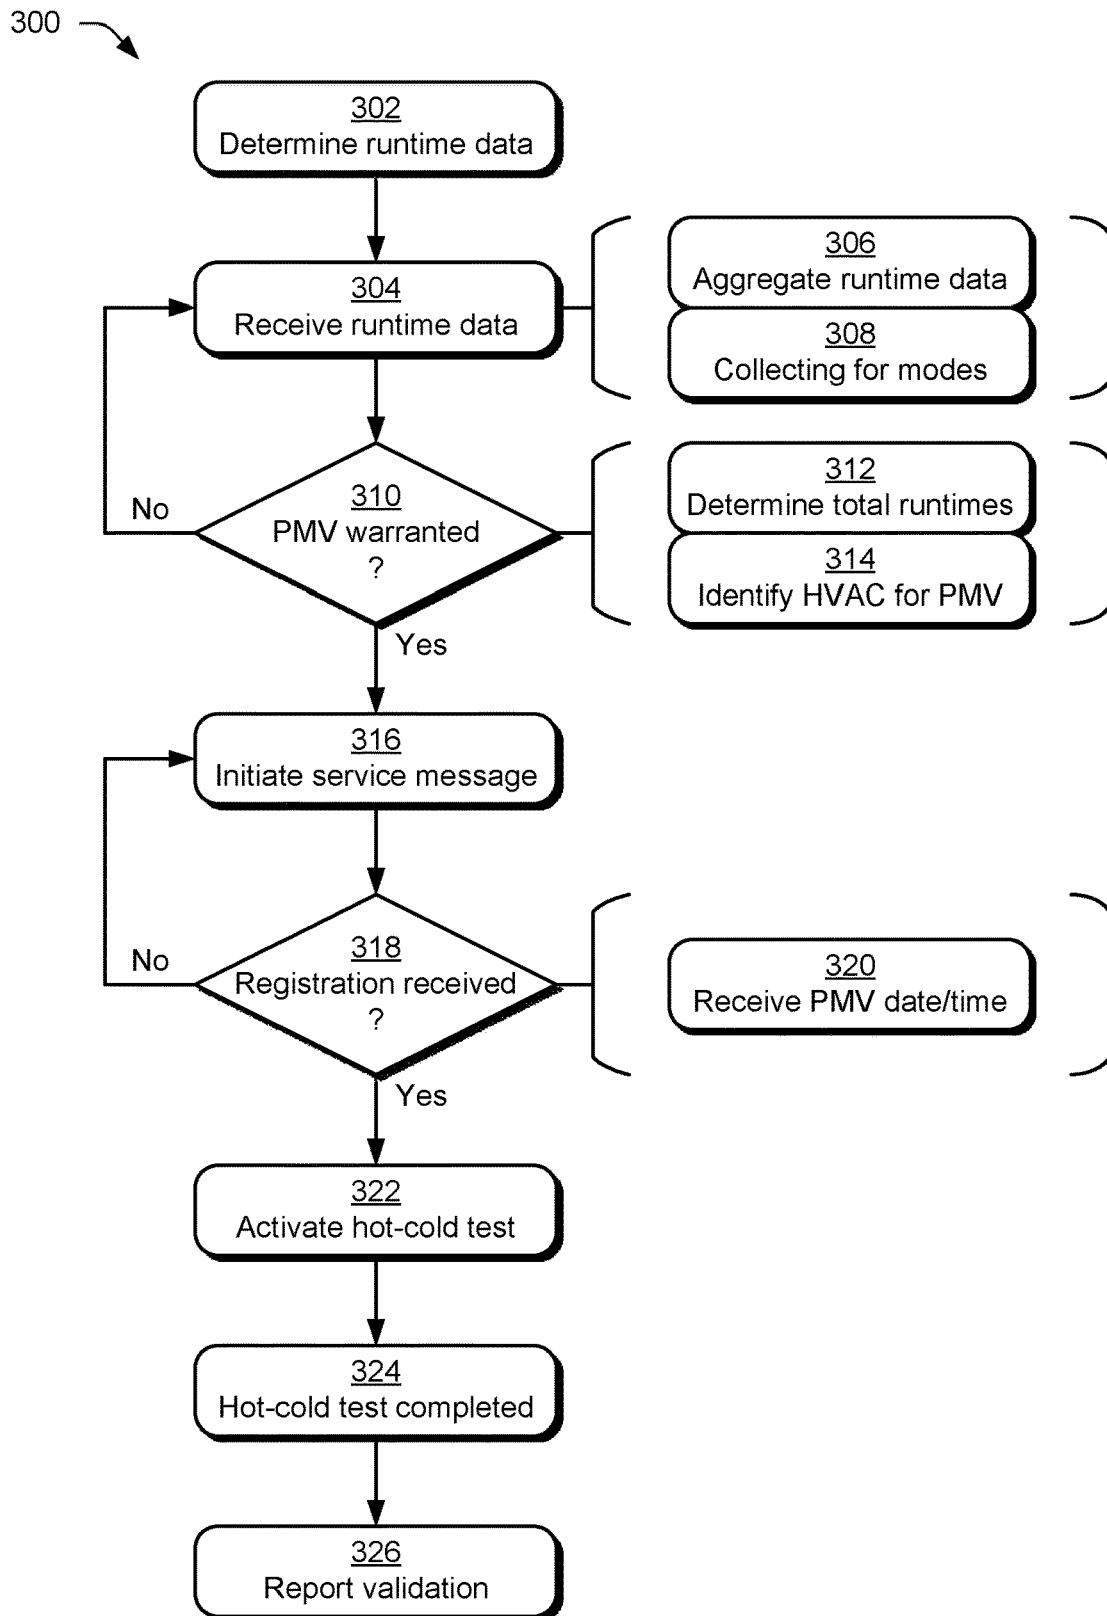 300
302
Determine runtime data
304
Receive runtime data
306
Aggregate runtime data
308
Collecting for modes
310
PMV warranted
?
No
Yes
312
Determine total runtimes
314
Identify HVAC for PMV
316
Initiate service message
318
Registration received
?
No
Yes
320
Receive PMV date/time
322
Activate hot-cold test
324
Hot-cold test completed
326
Report validation